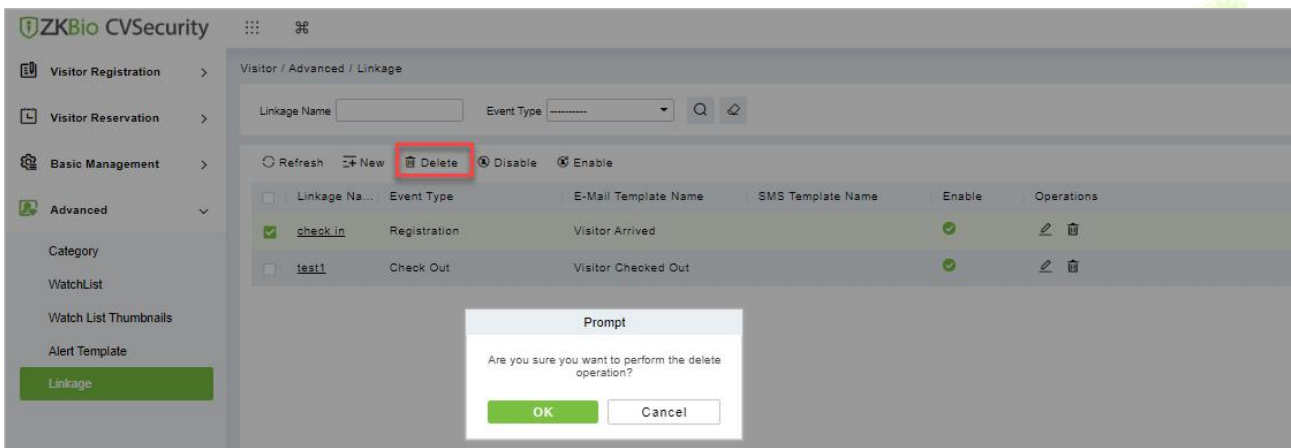 ZKBio CVSecurity
Visitor Registration
Visitor Reservation
Basic Management
Advanced
Category
WatchList
Watch List Thumbnails
Alert Template
Linkage
Visitor / Advanced / Linkage
Linkage Name Event Type ----------
Refresh New Delete Disable Enable
Linkage Na... Event Type E-Mail Template Name SMS Template Name Enable Operations
check in Registration Visitor Arrived
test1 Check Out Visitor Checked Out
Prompt
Are you sure you want to perform the delete
operation?
OK Cancel